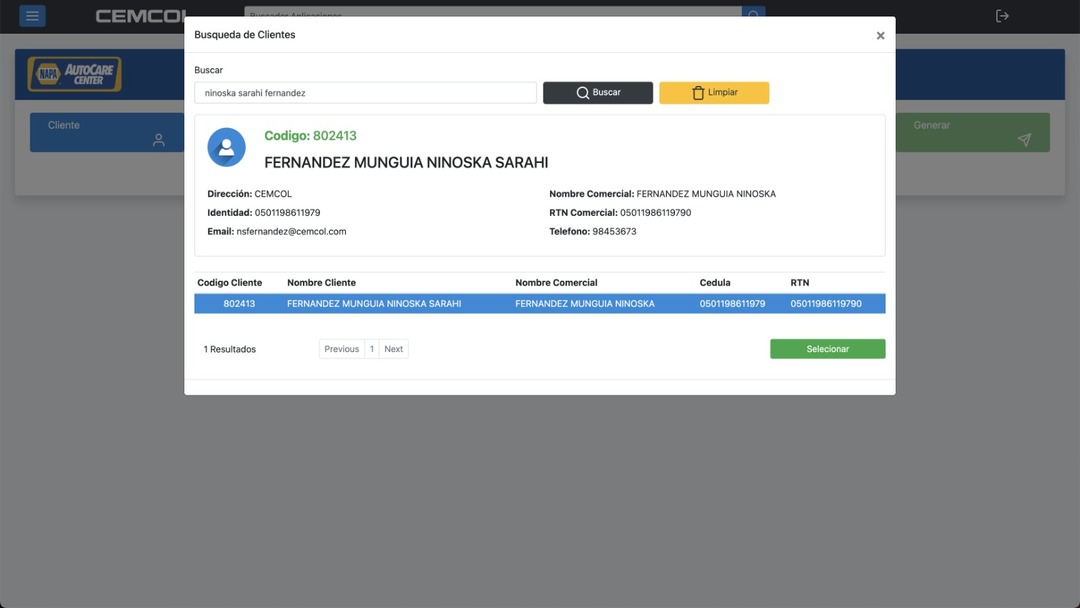 CEMCOL
Buscador Aplicaciones
Busqueda de Clientes
×
Buscar
ninoska sarahi fernandez
Buscar
Limpiar
NAPA AUTOCARE CENTER
Cliente
Generar
Codigo: 802413
FERNANDEZ MUNGUIA NINOSKA SARAHI
Dirección: CEMCOL
Nombre Comercial: FERNANDEZ MUNGUIA NINOSKA
Identidad: 0501198611979
RTN Comercial: 05011986119790
Email: nsfernandez@cemcol.com
Telefono: 98453673
Codigo Cliente Nombre Cliente Nombre Comercial Cedula RTN
802413 FERNANDEZ MUNGUIA NINOSKA SARAHI FERNANDEZ MUNGUIA NINOSKA 0501198611979 05011986119790
1 Resultados
Previous 1 Next
Selecionar